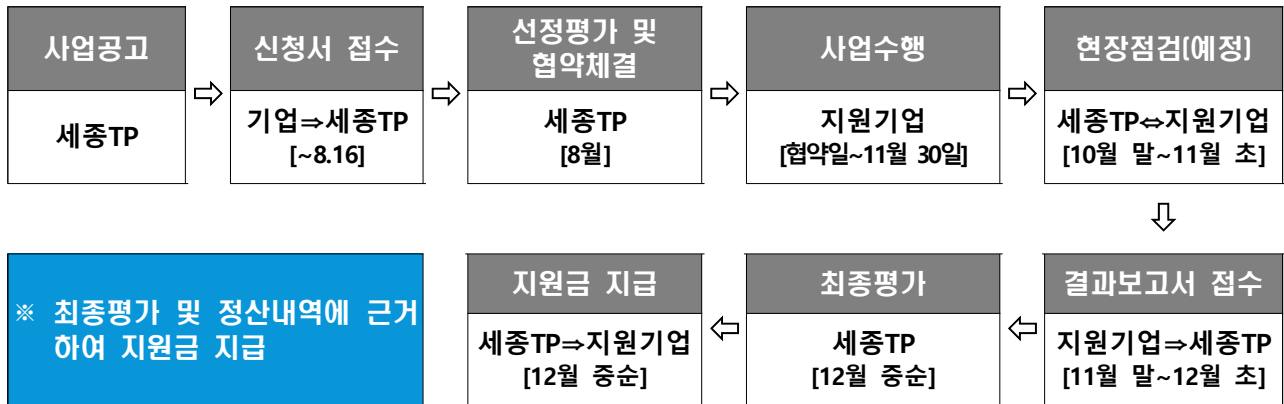 사업공고
세종TP
신청서 접수
기업⇒세종TP
[~8.16]
선정평가 및
협약체결
세종TP
[8월]
사업수행
지원기업
[협약일~11월 30일]
현장점검(예정)
세종TP⇔지원기업
[10월 말~11월 초]
결과보고서 접수
지원기업⇒세종TP
[11월 말~12월 초]
최종평가
세종TP
[12월 중순]
지원금 지급
세종TP⇒지원기업
[12월 중순]
※ 최종평가 및 정산내역에 근거
하여 지원금 지급